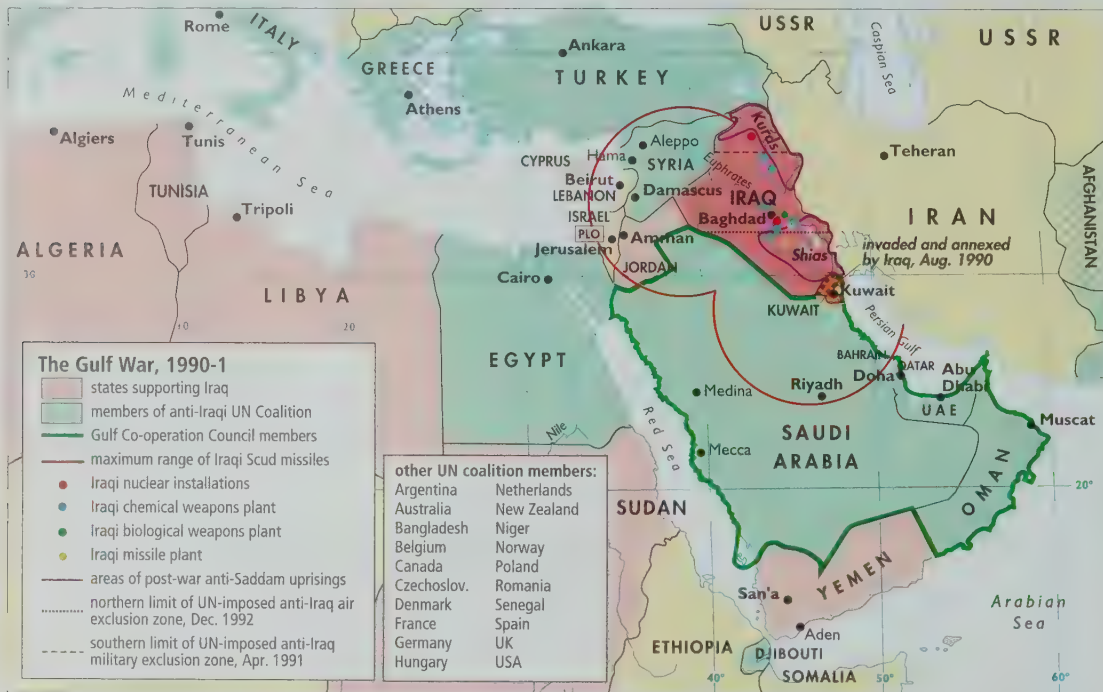 Rome
ITALY
USSR
USSR
Caspian Sea
Ankara
GREECE
TURKEY
Athens
Mediterranean Sea
Algiers
Tunis
Kurds
Aleppo
Teheran
CYPRUS
Hama
SYRIA
Euphrates
AFGHANISTAN
TUNISIA
Beirut
LEBANON
Damascus
IRAQ
Tripoli
ISRAEL
Baghdad
IRAN
PLO
Amman
Jerusalem
ALGERIA
JORDAN
Shias
invaded and annexed
by Iraq, Aug. 1990
30
Cairo
LIBYA
Kuwait
KUWAIT
10
20
Persian Gulf
EGYPT
BAHRAIN
QATAR
Doha
Abu
Dhabi
Medina
Riyadh
UAE
Muscat
Red Sea
Nile
Mecca
SAUDI
ARABIA
OMAN
20°
SUDAN
YEMEN
San'a
Arabian
Sea
Aden
ETHIOPIA
DJIBOUTI
SOMALIA
40°
50°
60°
The Gulf War, 1990-1
states supporting Iraq
members of anti-Iraqi UN Coalition
Gulf Co-operation Council members
maximum range of Iraqi Scud missiles
Iraqi nuclear installations
Iraqi chemical weapons plant
Iraqi biological weapons plant
Iraqi missile plant
areas of post-war anti-Saddam uprisings
northern limit of UN-imposed anti-Iraq air
exclusion zone, Dec. 1992
southern limit of UN-imposed anti-Iraq
military exclusion zone, Apr. 1991
other UN coalition members:
Argentina Netherlands
Australia New Zealand
Bangladesh Niger
Belgium Norway
Canada Poland
Czechoslov. Romania
Denmark Senegal
France Spain
Germany UK
Hungary USA